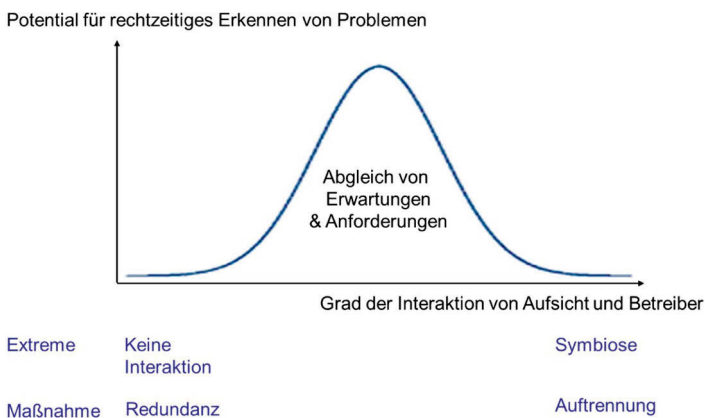 Potential für rechtzeitiges Erkennen von Problemen
Abgleich von
Erwartungen
& Anforderungen
Grad der Interaktion von Aufsicht und Betreiber
Extreme Keine Symbiose
Interaktion
Maßnahme Redundanz Auftrennung